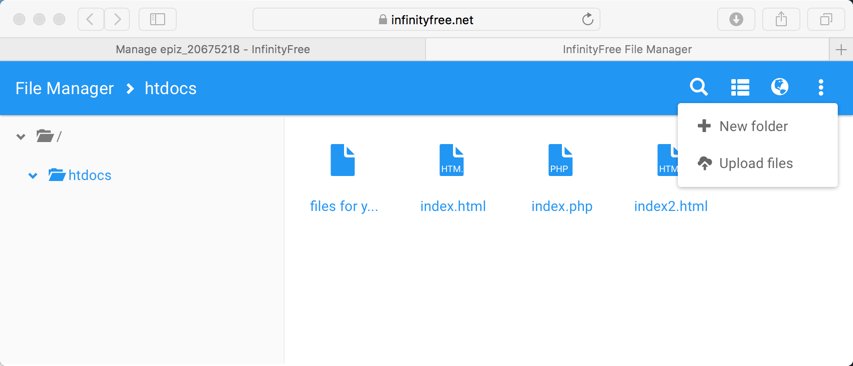 infinityfree.net
Manage epiz_20675218 - InfinityFree
InfinityFree File Manager
File Manager
htdocs
New folder
Upload files
/
htdocs
HTM
PHP
HTM
files for y...
index.html
index.php
index2.html